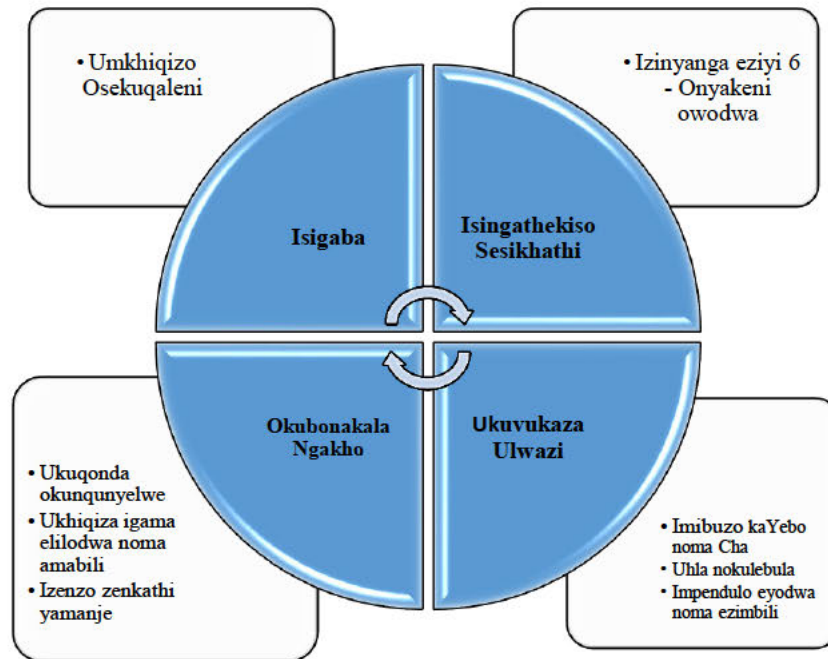 • Umkhiqizo
Osekuqaleni
• Izinyanga eziyi 6
- Onyakeni
owodwa
Isigaba
Isingathekiso
Sesikhathi
Okubonakala
Ngakho
Ukuvukaza
Ulwazi
• Ukuqonda
okunqunyelwe
• Ukhiqiza igama
elilodwa noma
amabili
• Izenzo zenkathi
yamanje
• Imibuzo kaYebo
noma Cha
• Uhla nokulebula
• Impendulo eyodwa
noma ezimbili